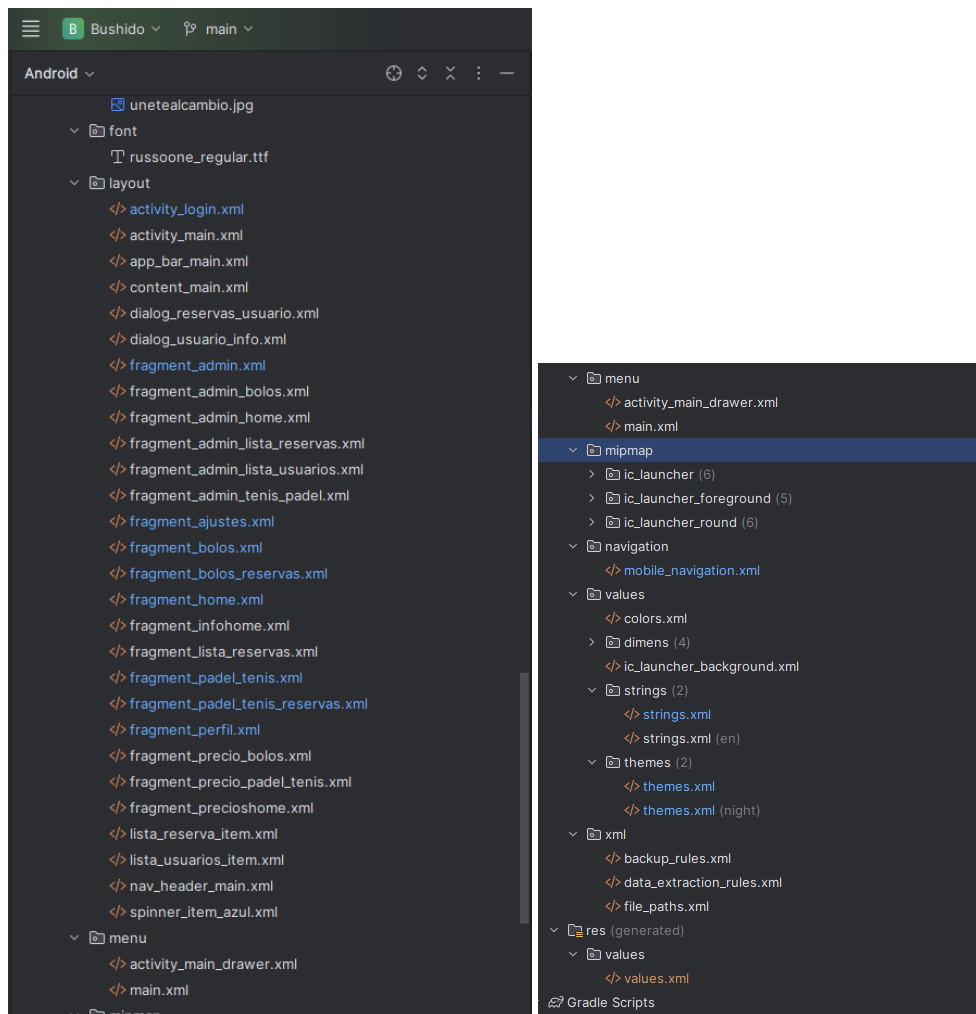 B Bushido main
Android
unetealcambio.jpg
font
russoone_regular.ttf
layout
activity_login.xml
activity_main.xml
app_bar_main.xml
content_main.xml
dialog_reservas_usuario.xml
dialog_usuario_info.xml
fragment_admin.xml
fragment_admin_bolos.xml
fragment_admin_home.xml
fragment_admin_lista_reservas.xml
fragment_admin_lista_usuarios.xml
fragment_admin_tenis_padel.xml
fragment_ajustes.xml
fragment_bolos.xml
fragment_bolos_reservas.xml
fragment_home.xml
fragment_infohome.xml
fragment_lista_reservas.xml
fragment_padel_tenis.xml
fragment_padel_tenis_reservas.xml
fragment_perfil.xml
fragment_precio_bolos.xml
fragment_precio_padel_tenis.xml
fragment_precioshome.xml
lista_reserva_item.xml
lista_usuarios_item.xml
nav_header_main.xml
spinner_item_azul.xml
menu
activity_main_drawer.xml
main.xml
menu
activity_main_drawer.xml
main.xml
mipmap
ic_launcher (6)
ic_launcher_foreground (5)
ic_launcher_round (6)
navigation
mobile_navigation.xml
values
colors.xml
dimens (4)
ic_launcher_background.xml
strings (2)
strings.xml
strings.xml (en)
themes (2)
themes.xml
themes.xml (night)
xml
backup_rules.xml
data_extraction_rules.xml
file_paths.xml
res (generated)
values
values.xml
Gradle Scripts